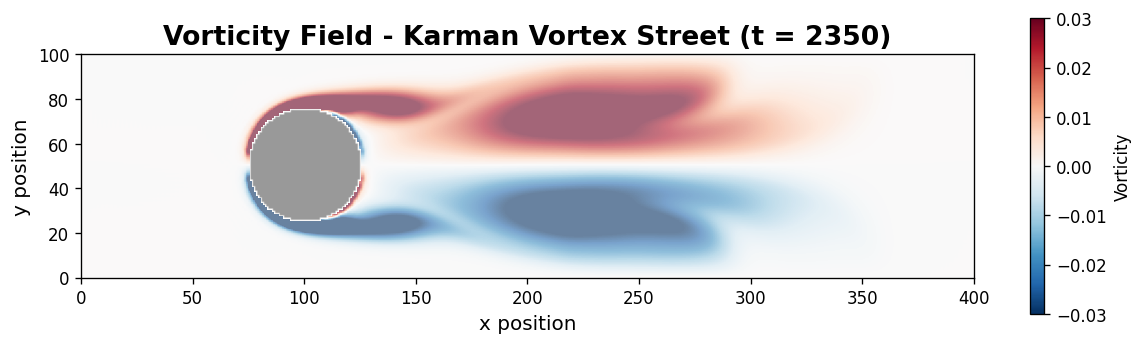 Vorticity Field - Karman Vortex Street (t = 2350)
100
80
60
40
20
0
y position
0 50 100 150 200 250 300 350 400
x position
0.03
0.02
0.01
0.00
−0.01
−0.02
−0.03
Vorticity